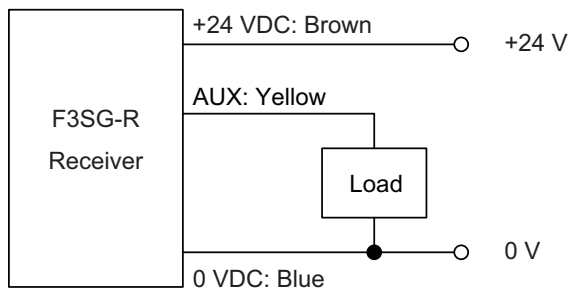 +24 VDC: Brown
+24 V
AUX: Yellow
F3SG-R
Receiver
Load
0 V
0 VDC: Blue